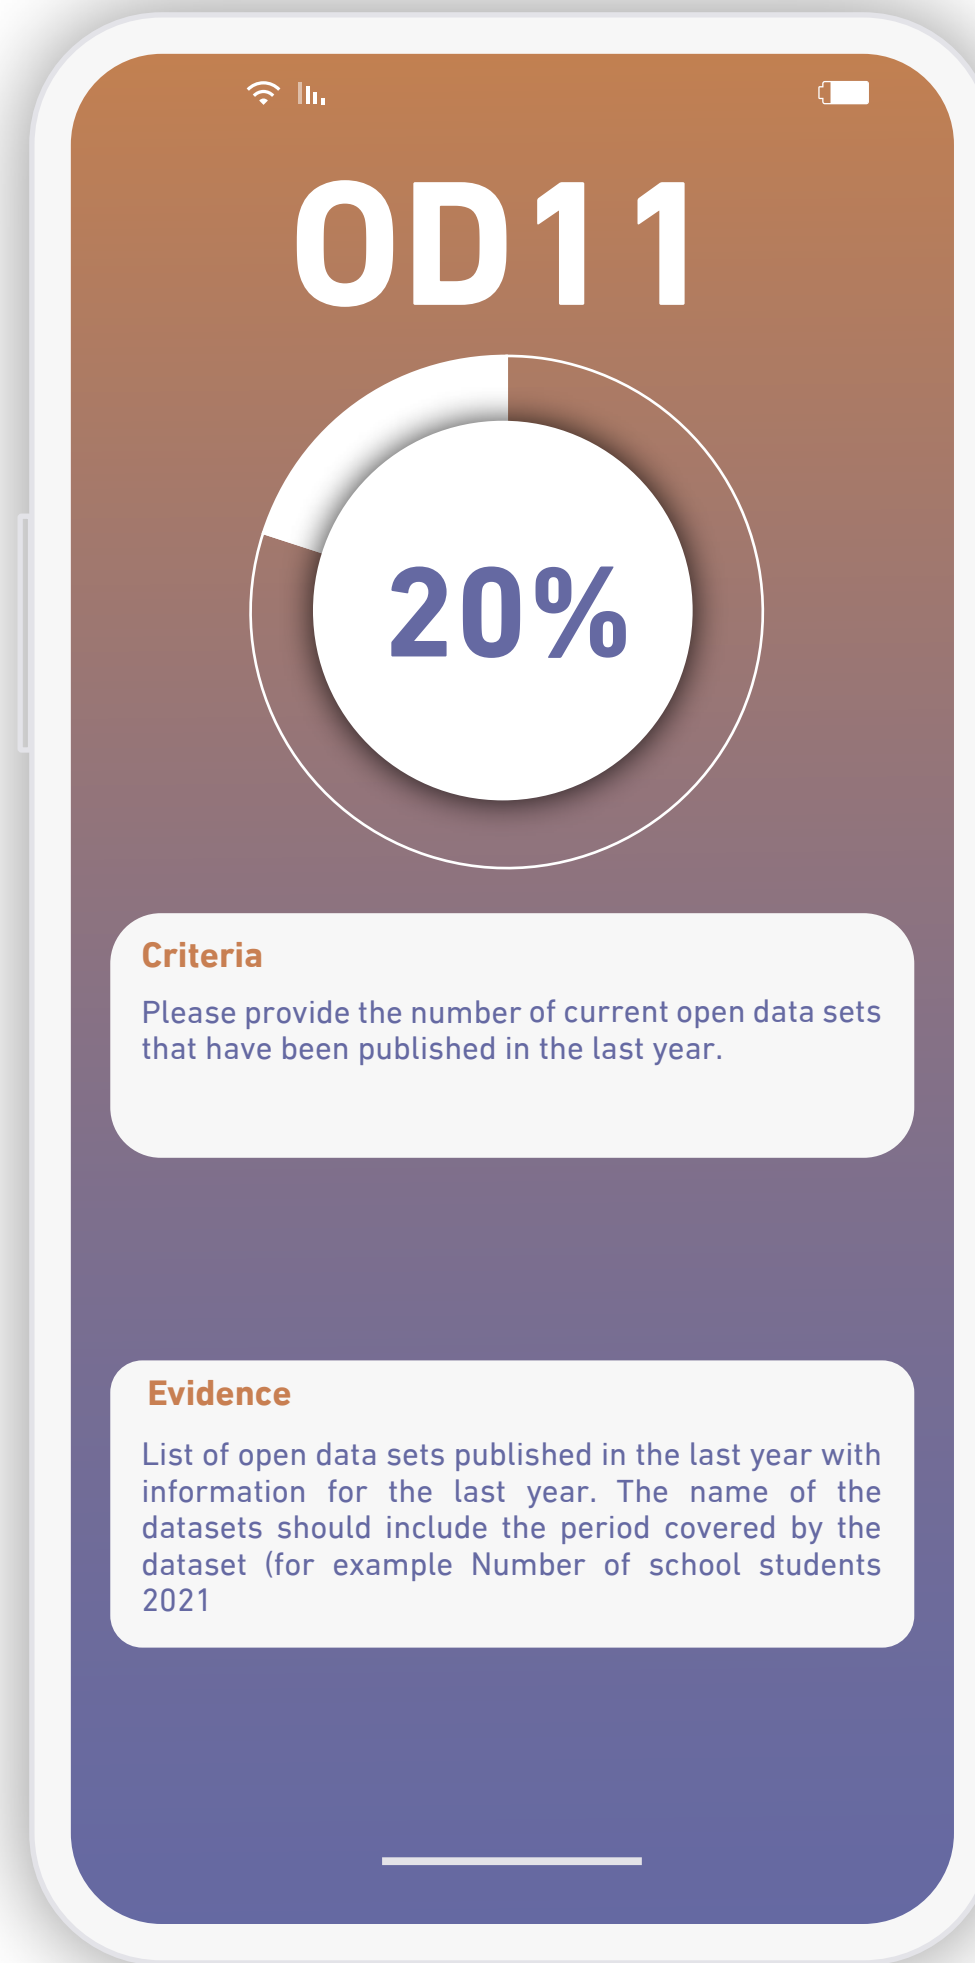 OD11
20%
Criteria
Please provide the number of current open data sets
that have been published in the last year.
Evidence
List of open data sets published in the last year with
information for the last year. The name of the
datasets should include the period covered by the
dataset (for example Number of school students
2021